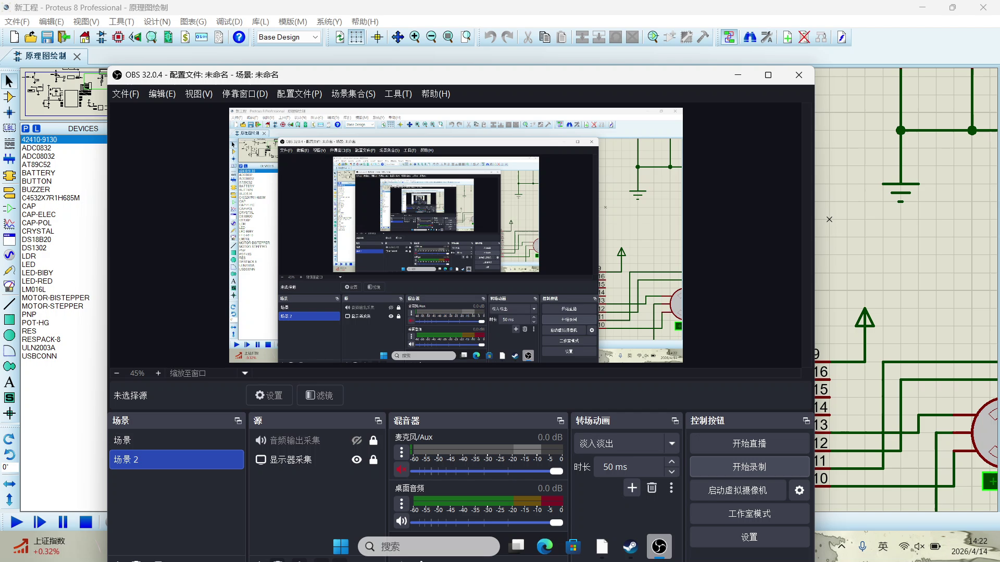 新工程 - Proteus 8 Professional - 原理图绘制
文件(F) 编辑(E) 视图(V) 工具(T) 设计(N) 图表(G) 调试(D) 库(L) 模版(M) 系统(Y) 帮助(H)
Base Design
原理图绘制
OBS 32.0.4 - 配置文件: 未命名 - 场景: 未命名
文件(F) 编辑(E) 视图(V) 停靠窗口(D) 配置文件(P) 场景集合(S) 工具(T) 帮助(H)
P L DEVICES
42410-9130
ADC0832
ADC08032
AT89C52
BATTERY
BUTTON
BUZZER
C4532X7R1H685M
CAP
CAP-ELEC
CAP-POL
CRYSTAL
DS18B20
DS1302
LDR
LED
LED-BIBY
LED-RED
LM016L
MOTOR-BISTEPPER
MOTOR-STEPPER
PNP
POT-HG
RES
RESPACK-8
ULN2003A
USBCONN
LBL
A
S
0°
9
16
15
14
13
12
11
10
45% 缩放至窗口
未选择源 设置 滤镜
场景
场景
场景 2
源
音频输出采集
显示器采集
混音器
麦克风/Aux 0.0 dB
-60 -55 -50 -45 -40 -35 -30 -25 -20 -15 -10 -5 0
桌面音频 0.0 dB
-60 -55 -50 -45 -40 -35 -30 -25 -20 -15 -10 -5 0
转场动画
淡入淡出
时长 50 ms
控制按钮
开始直播
开始录制
启动虚拟摄像机
工作室模式
设置
上证指数
+0.32%
搜索
英
14:22
2026/4/14